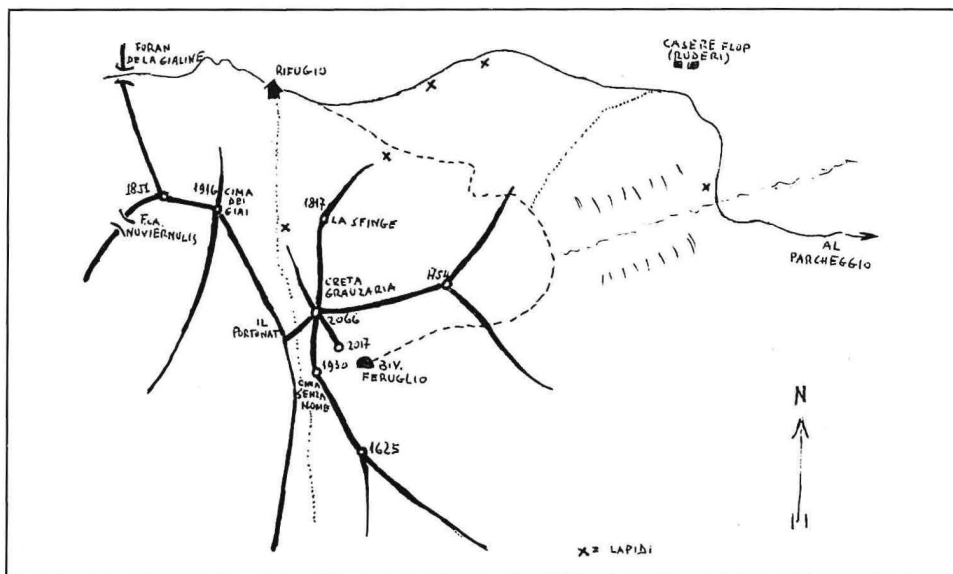 FORAN
DE LA GIALINE
RIFUGIO
CASERE FLOP
(RUDERI)
1851
1916
CIMA
DEI
GIAI
F.LA
NUVIERNULIS
1817
LA SFINGE
1754
AL
PARCHEGGIO
CRETA
GRAUZARIA
2066
IL
PORTONAT
2017
1930
BIV.
FERUGLIO
CIMA
SENZA
NOME
1625
N
X = LAPIDI